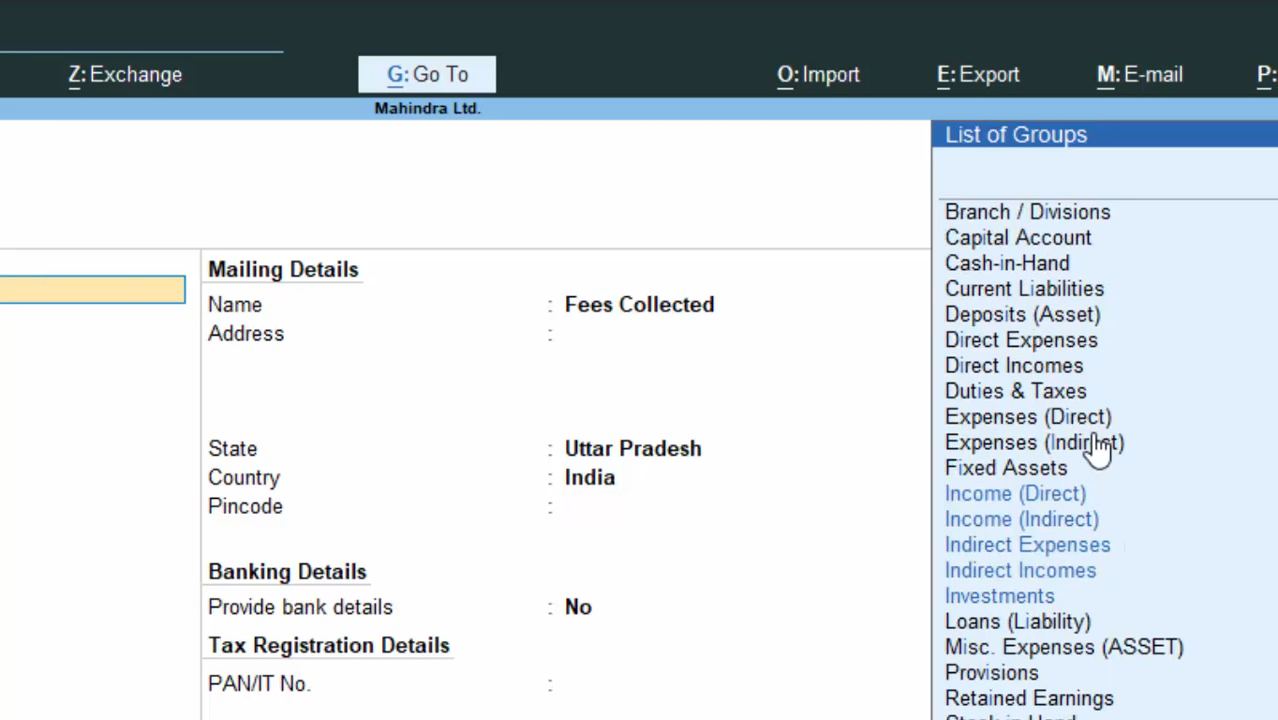 Z: Exchange
G: Go To
O: Import
E: Export
M: E-mail
P:
Mahindra Ltd.
Mailing Details
Name : Fees Collected
Address :
State : Uttar Pradesh
Country : India
Pincode :
Banking Details
Provide bank details : No
Tax Registration Details
PAN/IT No. :
List of Groups
Branch / Divisions
Capital Account
Cash-in-Hand
Current Liabilities
Deposits (Asset)
Direct Expenses
Direct Incomes
Duties & Taxes
Expenses (Direct)
Expenses (Indirect)
Fixed Assets
Income (Direct)
Income (Indirect)
Indirect Expenses
Indirect Incomes
Investments
Loans (Liability)
Misc. Expenses (ASSET)
Provisions
Retained Earnings